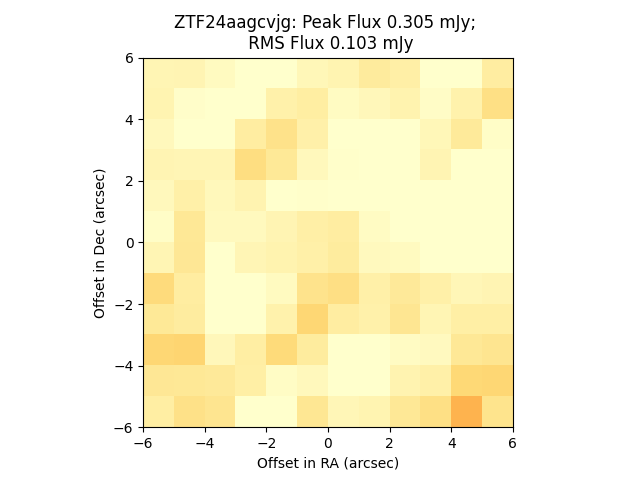 ZTF24aagcvjg: Peak Flux 0.305 mJy;
RMS Flux 0.103 mJy
6
4
2
0
−2
−4
−6
Offset in Dec (arcsec)
−6 −4 −2 0 2 4 6
Offset in RA (arcsec)